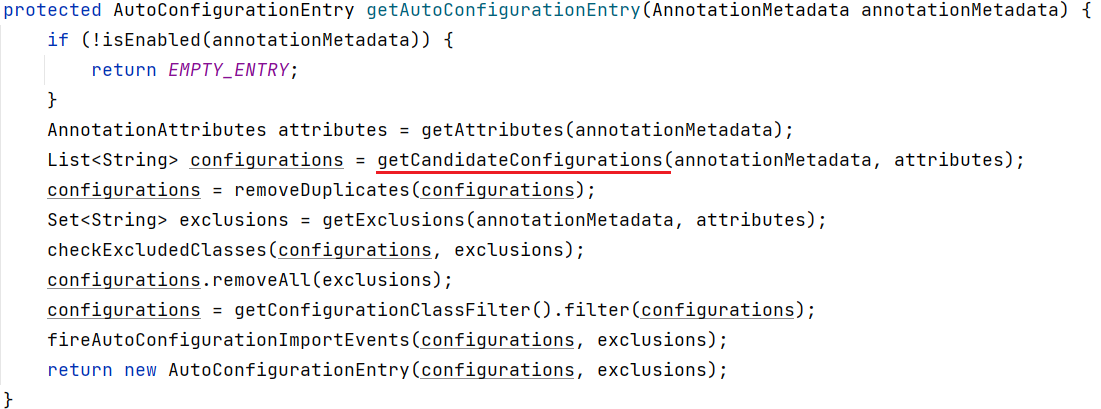 protected AutoConfigurationEntry getAutoConfigurationEntry(AnnotationMetadata annotationMetadata) {
    if (!isEnabled(annotationMetadata)) {
        return EMPTY_ENTRY;
    }
    AnnotationAttributes attributes = getAttributes(annotationMetadata);
    List<String> configurations = getCandidateConfigurations(annotationMetadata, attributes);
    configurations = removeDuplicates(configurations);
    Set<String> exclusions = getExclusions(annotationMetadata, attributes);
    checkExcludedClasses(configurations, exclusions);
    configurations.removeAll(exclusions);
    configurations = getConfigurationClassFilter().filter(configurations);
    fireAutoConfigurationImportEvents(configurations, exclusions);
    return new AutoConfigurationEntry(configurations, exclusions);
}